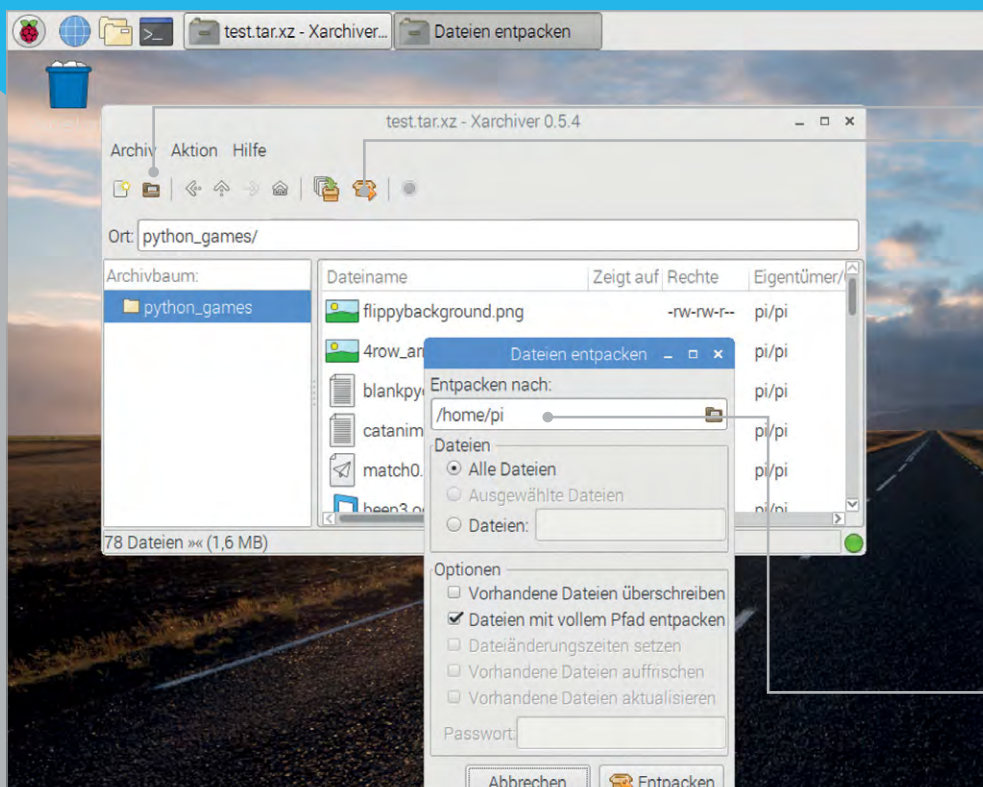 test.tar.xz - Xarchiver...
Dateien entpacken
test.tar.xz - Xarchiver 0.5.4
Archiv Aktion Hilfe
Ort: python_games/
Archivbaum:
python_games
Dateiname Zeigt auf Rechte Eigentümer/
flippybackground.png -rw-rw-r-- pi/pi
4row_ar pi/pi
blankpy pi/pi
catanim pi/pi
match0. pi/pi
beep3.o pi/pi
78 Dateien »« (1,6 MB)
Dateien entpacken
Entpacken nach:
/home/pi
Dateien
Alle Dateien
Ausgewählte Dateien
Dateien:
Optionen
Vorhandene Dateien überschreiben
Dateien mit vollem Pfad entpacken
Dateiänderungszeiten setzen
Vorhandene Dateien auffrischen
Vorhandene Dateien aktualisieren
Passwort:
Abbrechen Entpacken